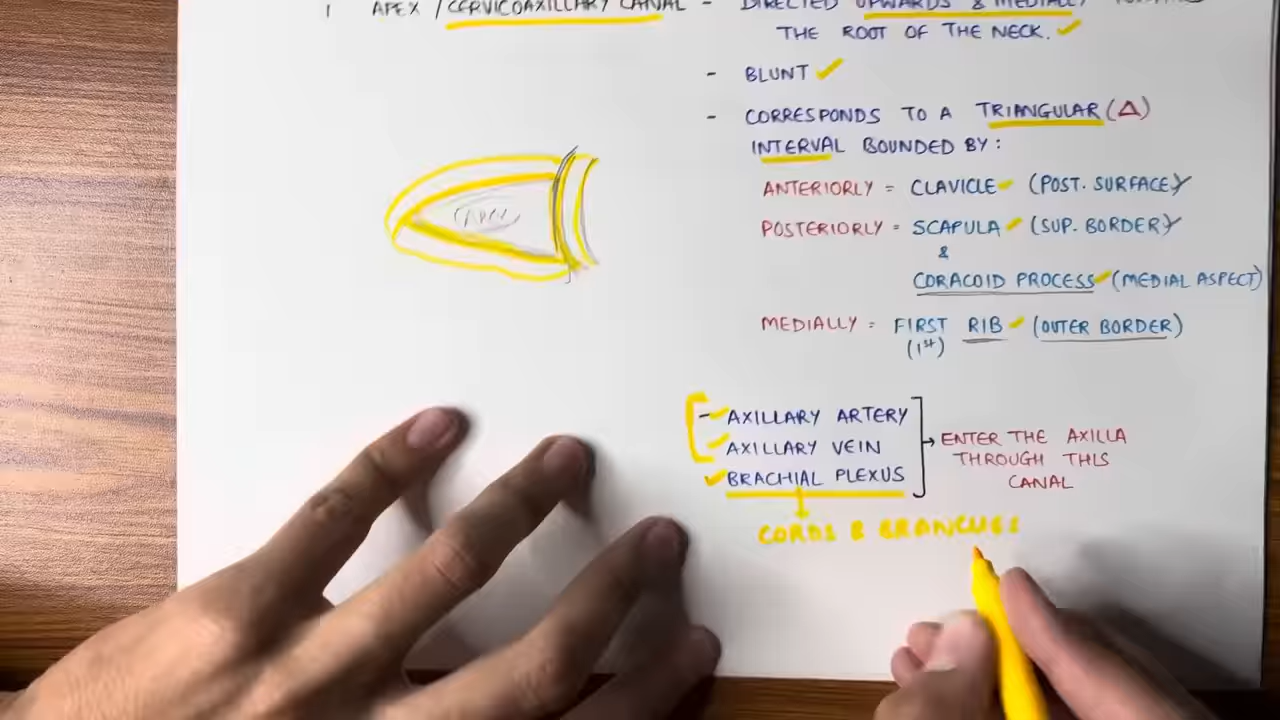 1 APEX / CERVICOAXILLARY CANAL - DIRECTED UPWARDS & MEDIALLY
THE ROOT OF THE NECK.
- BLUNT
- CORRESPONDS TO A TRIANGULAR (Δ)
INTERVAL BOUNDED BY :
ANTERIORLY = CLAVICLE (POST. SURFACE)
POSTERIORLY = SCAPULA (SUP. BORDER)
&
CORACOID PROCESS (MEDIAL ASPECT)
MEDIALLY = FIRST RIB (OUTER BORDER)
(1st)
- AXILLARY ARTERY
AXILLARY VEIN
BRACHIAL PLEXUS
→ ENTER THE AXILLA
THROUGH THIS
CANAL
CORDS & BRANCHES